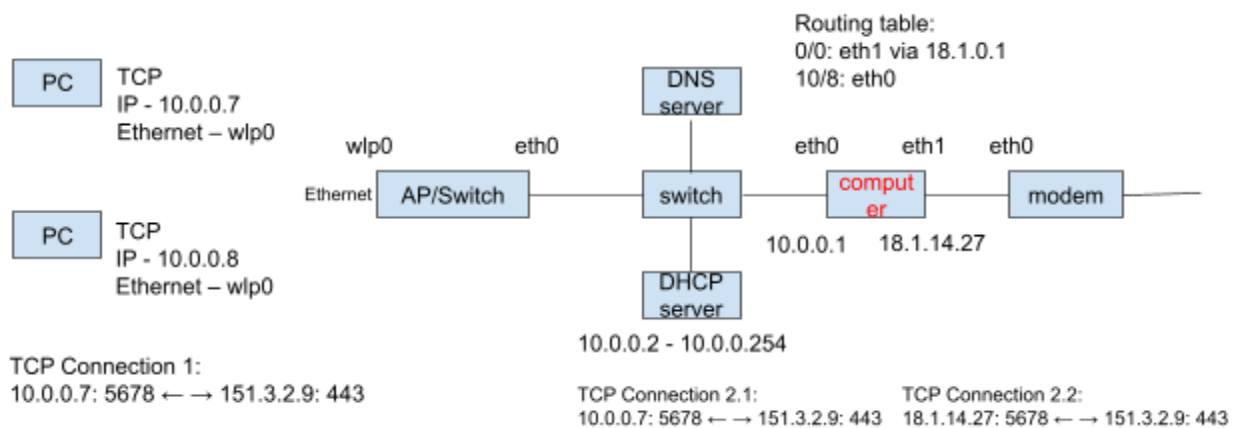 Routing table:
0/0: eth1 via 18.1.0.1
10/8: eth0
PC
TCP
IP - 10.0.0.7
Ethernet – wlp0
DNS
server
wlp0
eth0
eth0
eth1
eth0
Ethernet
AP/Switch
switch
comput
er
modem
PC
TCP
IP - 10.0.0.8
Ethernet – wlp0
10.0.0.1
18.1.14.27
DHCP
server
10.0.0.2 - 10.0.0.254
TCP Connection 1:
10.0.0.7: 5678 ← → 151.3.2.9: 443
TCP Connection 2.1:
10.0.0.7: 5678 ← → 151.3.2.9: 443
TCP Connection 2.2:
18.1.14.27: 5678 ← → 151.3.2.9: 443